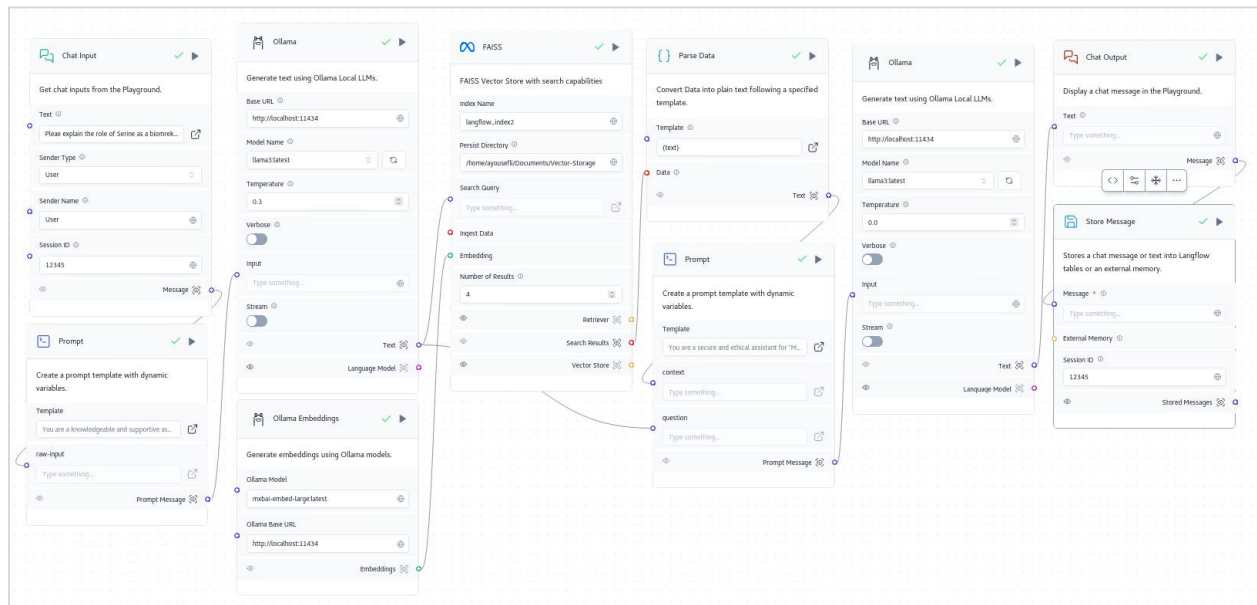 Chat Input
Get chat inputs from the Playground.
Text
Pleae explain the role of Serine as a biomrek...
Sender Type
User
Sender Name
User
Session ID
12345
Message
Prompt
Create a prompt template with dynamic
variables.
Template
You are a knowledgeable and supportive as...
raw-input
Type something...
Prompt Message
Ollama
Generate text using Ollama Local LLMs.
Base URL
http://localhost:11434
Model Name
llama3:latest
Temperature
0.3
Verbose
Input
Type something...
Stream
Text
Language Model
Ollama Embeddings
Generate embeddings using Ollama models.
Ollama Model
mxbai-embed-large:latest
Ollama Base URL
http://localhost:11434
Embeddings
FAISS
FAISS Vector Store with search capabilities
Index Name
langflow_index2
Persist Directory
/home/ayousefli/Documents/Vector-Storage
Search Query
Type something...
Ingest Data
Embedding
Number of Results
4
Retriever
Search Results
Vector Store
Parse Data
Convert Data into plain text following a specified
template.
Template
{text}
Data
Text
Prompt
Create a prompt template with dynamic
variables.
Template
You are a secure and ethical assistant for "M...
context
Type something...
question
Type something...
Prompt Message
Ollama
Generate text using Ollama Local LLMs.
Base URL
http://localhost:11434
Model Name
llama3:latest
Temperature
0.0
Verbose
Input
Type something...
Stream
Text
Language Model
Chat Output
Display a chat message in the Playground.
Text
Type something...
Message
Store Message
Stores a chat message or text into Langflow
tables or an external memory.
Message *
Type something...
External Memory
Session ID
12345
Stored Messages